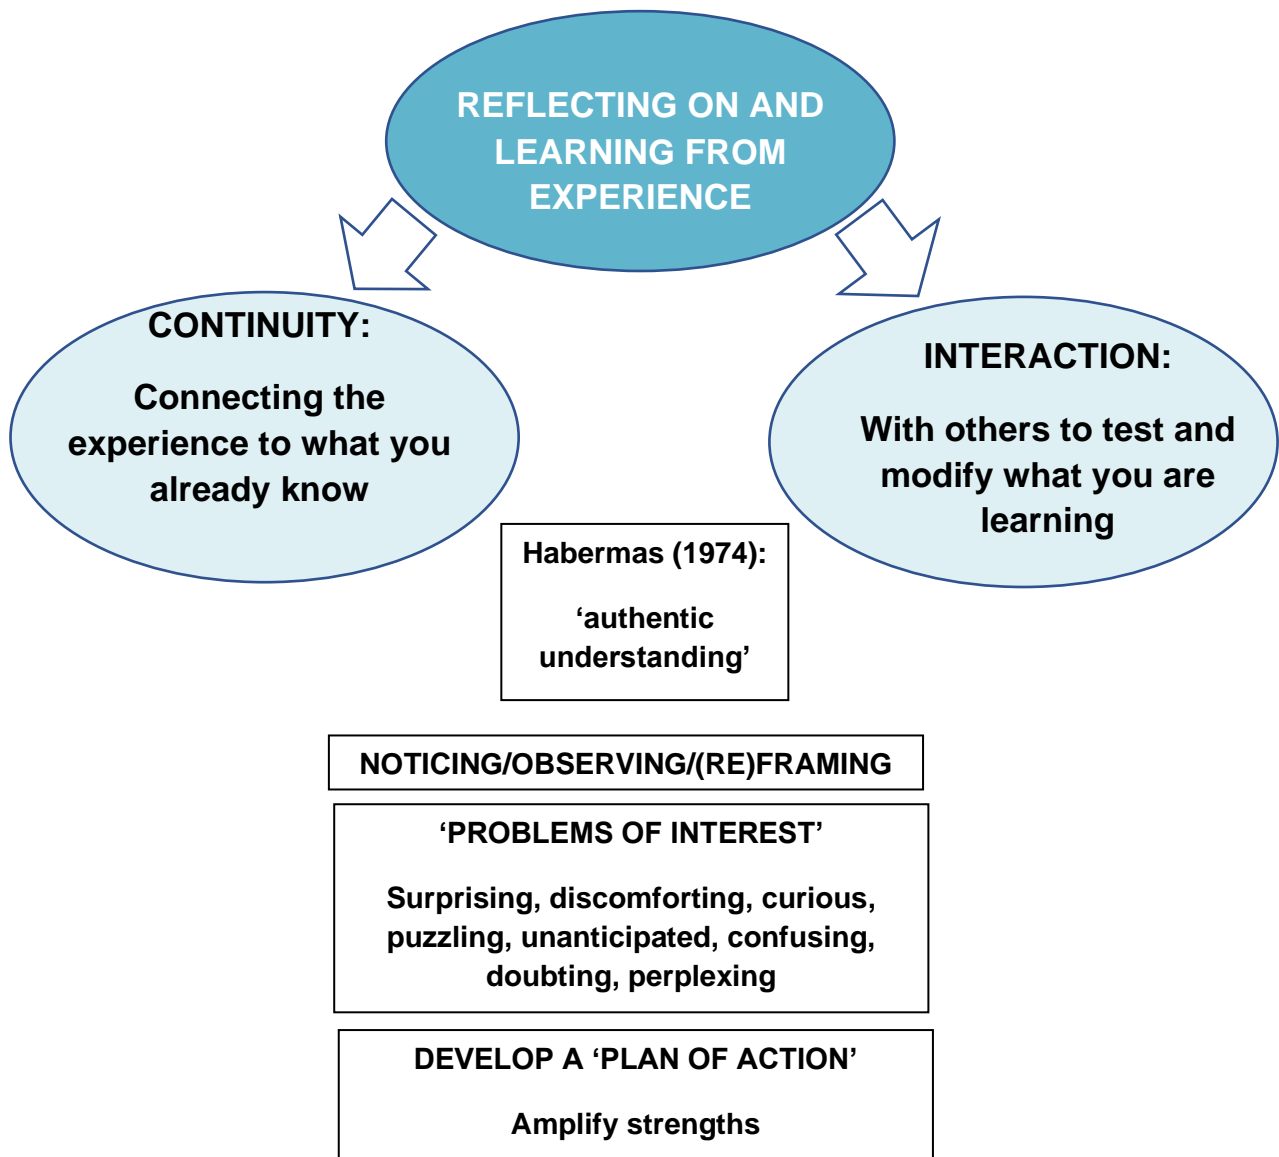 REFLECTING ON AND
LEARNING FROM
EXPERIENCE
CONTINUITY:
Connecting the
experience to what you
already know
INTERACTION:
With others to test and
modify what you are
learning
Habermas (1974):
‘authentic
understanding’
NOTICING/OBSERVING/(RE)FRAMING
‘PROBLEMS OF INTEREST’
Surprising, discomforting, curious,
puzzling, unanticipated, confusing,
doubting, perplexing
DEVELOP A ‘PLAN OF ACTION’
Amplify strengths